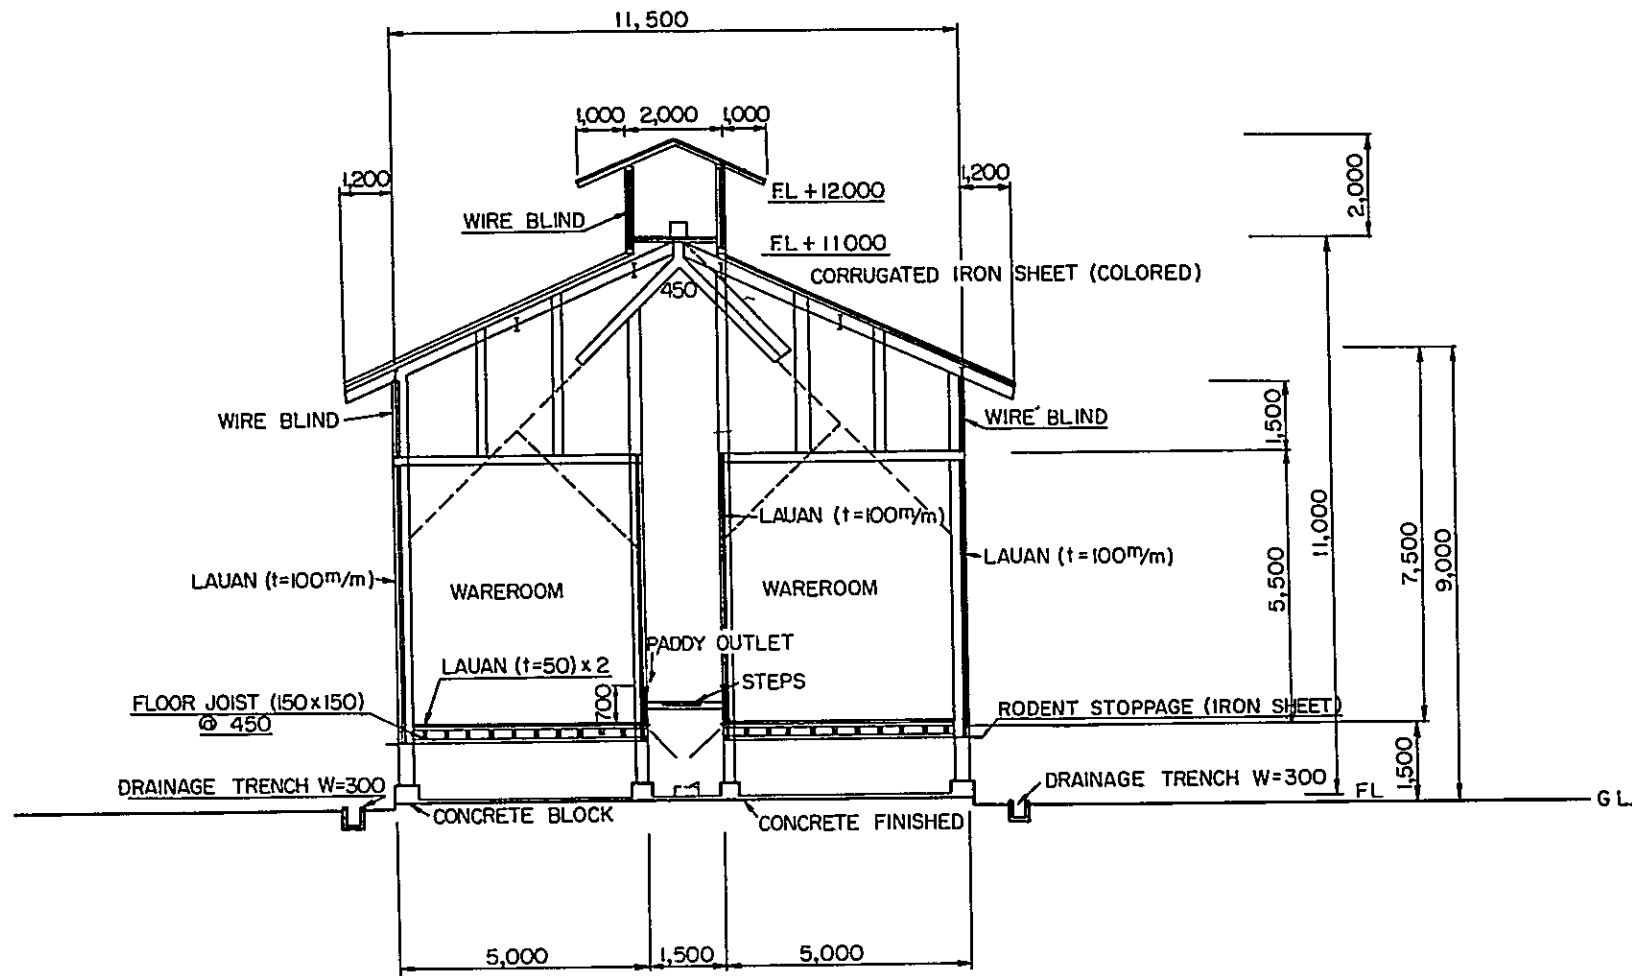 11,500
1,000 2,000 1,000
1,200
1,200
2,000
F.L +12.000
WIRE BLIND
F.L +11000
CORRUGATED IRON SHEET (COLORED)
450
WIRE BLIND
WIRE BLIND
1,500
11,000
7,500
9,000
5,500
LAUAN (t=100m/m)
LAUAN (t=100m/m)
LAUAN (t=100m/m)
WAREROOM
WAREROOM
PADDY OUTLET
LAUAN (t=50) x 2
STEPS
700
FLOOR JOIST (150x150)
@ 450
RODENT STOPPAGE (IRON SHEET)
1,500
DRAINAGE TRENCH W=300
DRAINAGE TRENCH W=300
FL
G L.
CONCRETE BLOCK
CONCRETE FINISHED
5,000 1,500 5,000